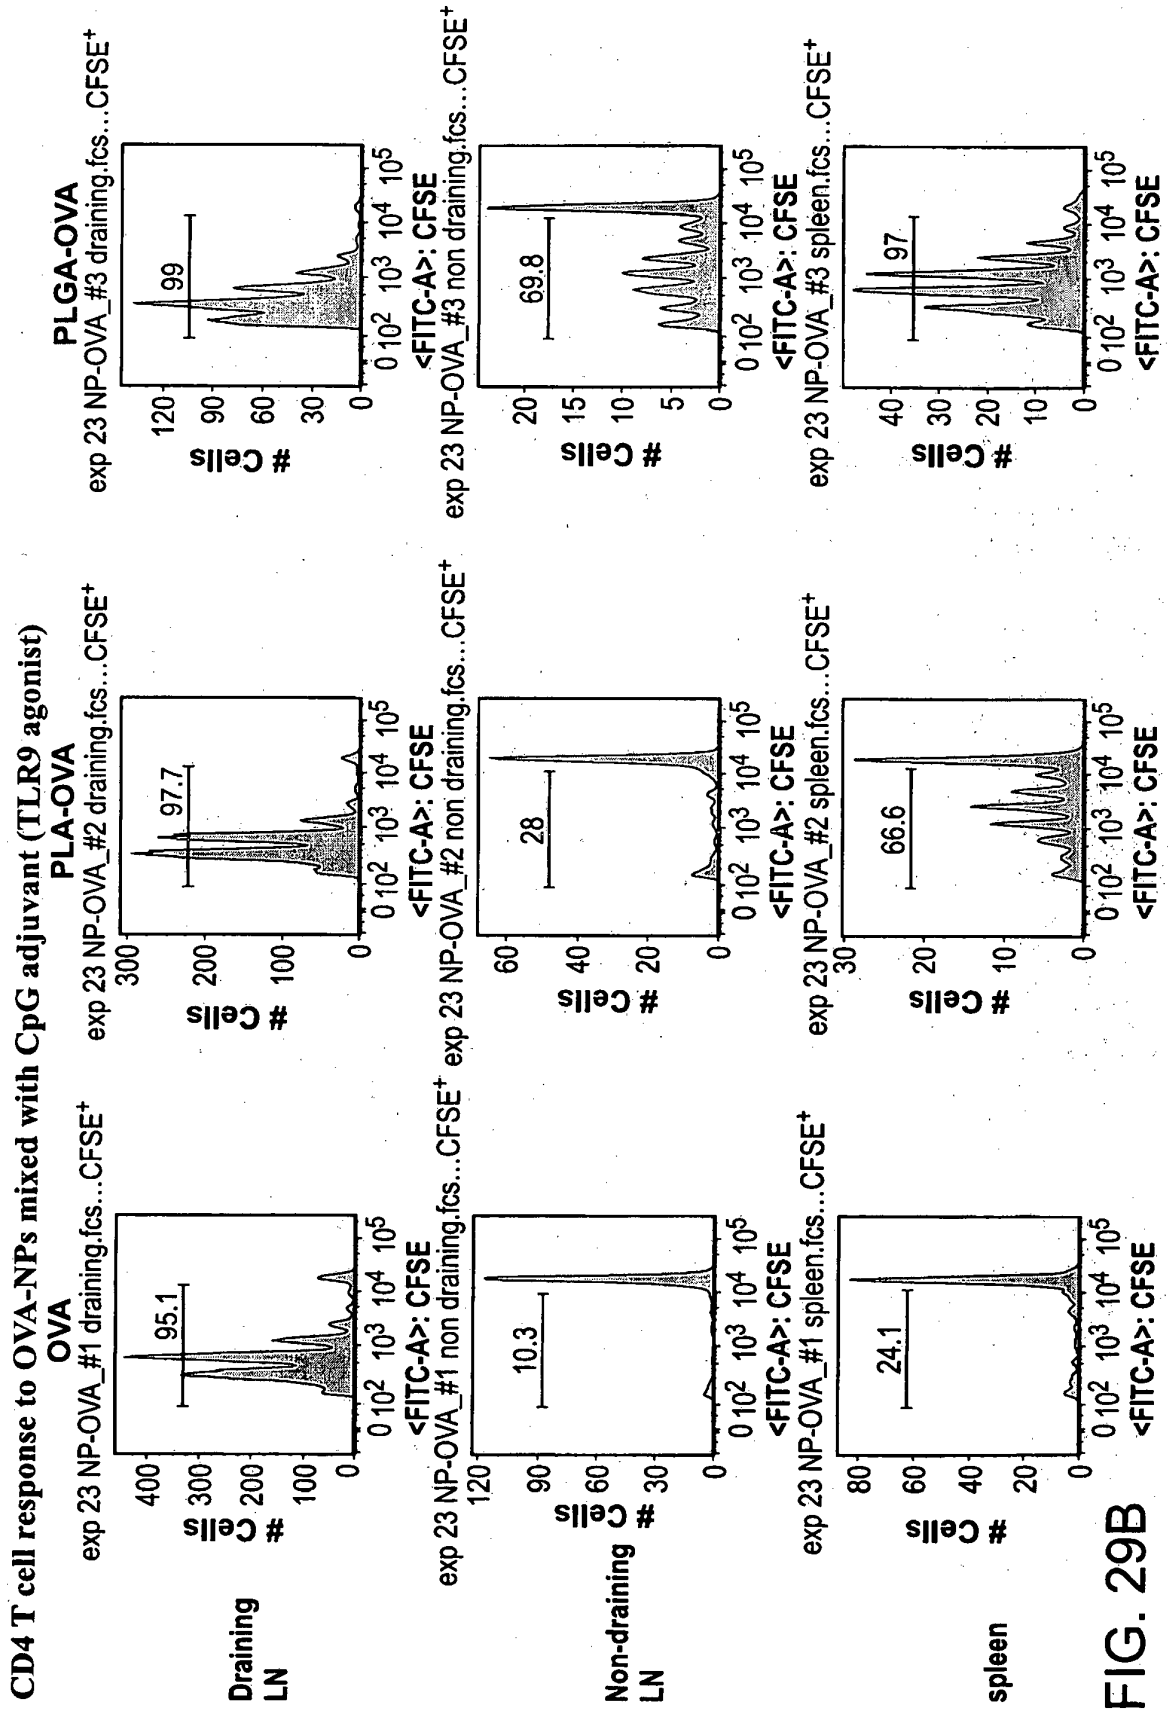 CD4 T cell response to OVA-NPs mixed with CpG adjuvant (TLR9 agonist)
OVA
PLA-OVA
PLGA-OVA
exp 23 NP-OVA_#1 draining.fcs...CFSE+
exp 23 NP-OVA_#2 draining.fcs...CFSE+
exp 23 NP-OVA_#3 draining.fcs...CFSE+
Draining
LN
# Cells
400
300
200
100
0
95.1
0 10² 10³ 10⁴ 10⁵
<FITC-A>: CFSE
# Cells
300
200
100
0
97.7
0 10² 10³ 10⁴ 10⁵
<FITC-A>: CFSE
# Cells
120
90
60
30
0
99
0 10² 10³ 10⁴ 10⁵
<FITC-A>: CFSE
exp 23 NP-OVA_#1 non draining.fcs...CFSE+
exp 23 NP-OVA_#2 non draining.fcs...CFSE+
exp 23 NP-OVA_#3 non draining.fcs...CFSE+
Non-draining
LN
# Cells
120
90
60
30
0
10.3
0 10² 10³ 10⁴ 10⁵
<FITC-A>: CFSE
# Cells
60
40
20
0
28
0 10² 10³ 10⁴ 10⁵
<FITC-A>: CFSE
# Cells
20
15
10
5
0
69.8
0 10² 10³ 10⁴ 10⁵
<FITC-A>: CFSE
exp 23 NP-OVA_#1 spleen.fcs...CFSE+
exp 23 NP-OVA_#2 spleen.fcs...CFSE+
exp 23 NP-OVA_#3 spleen.fcs...CFSE+
spleen
# Cells
80
60
40
20
0
24.1
0 10² 10³ 10⁴ 10⁵
<FITC-A>: CFSE
# Cells
30
20
10
0
66.6
0 10² 10³ 10⁴ 10⁵
<FITC-A>: CFSE
# Cells
50
40
30
20
10
0
97
0 10² 10³ 10⁴ 10⁵
<FITC-A>: CFSE
FIG. 29B